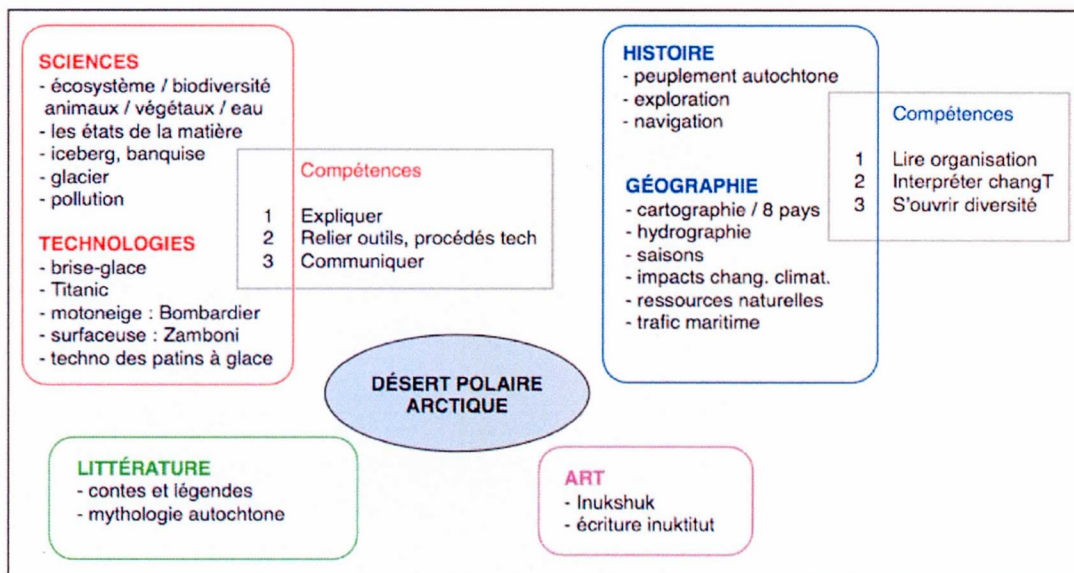 SCIENCES
- écosystème / biodiversité
animaux / végétaux / eau
- les états de la matière
- iceberg, banquise
- glacier
- pollution
TECHNOLOGIES
- brise-glace
- Titanic
- motoneige : Bombardier
- surfaceuse : Zamboni
- techno des patins à glace
Compétences
1 Expliquer
2 Relier outils, procédés tech
3 Communiquer
HISTOIRE
- peuplement autochtone
- exploration
- navigation
GÉOGRAPHIE
- cartographie / 8 pays
- hydrographie
- saisons
- impacts chang. climat.
- ressources naturelles
- trafic maritime
Compétences
1 Lire organisation
2 Interpréter changT
3 S'ouvrir diversité
DÉSERT POLAIRE
ARCTIQUE
LITTÉRATURE
- contes et légendes
- mythologie autochtone
ART
- Inukshuk
- écriture inuktitut